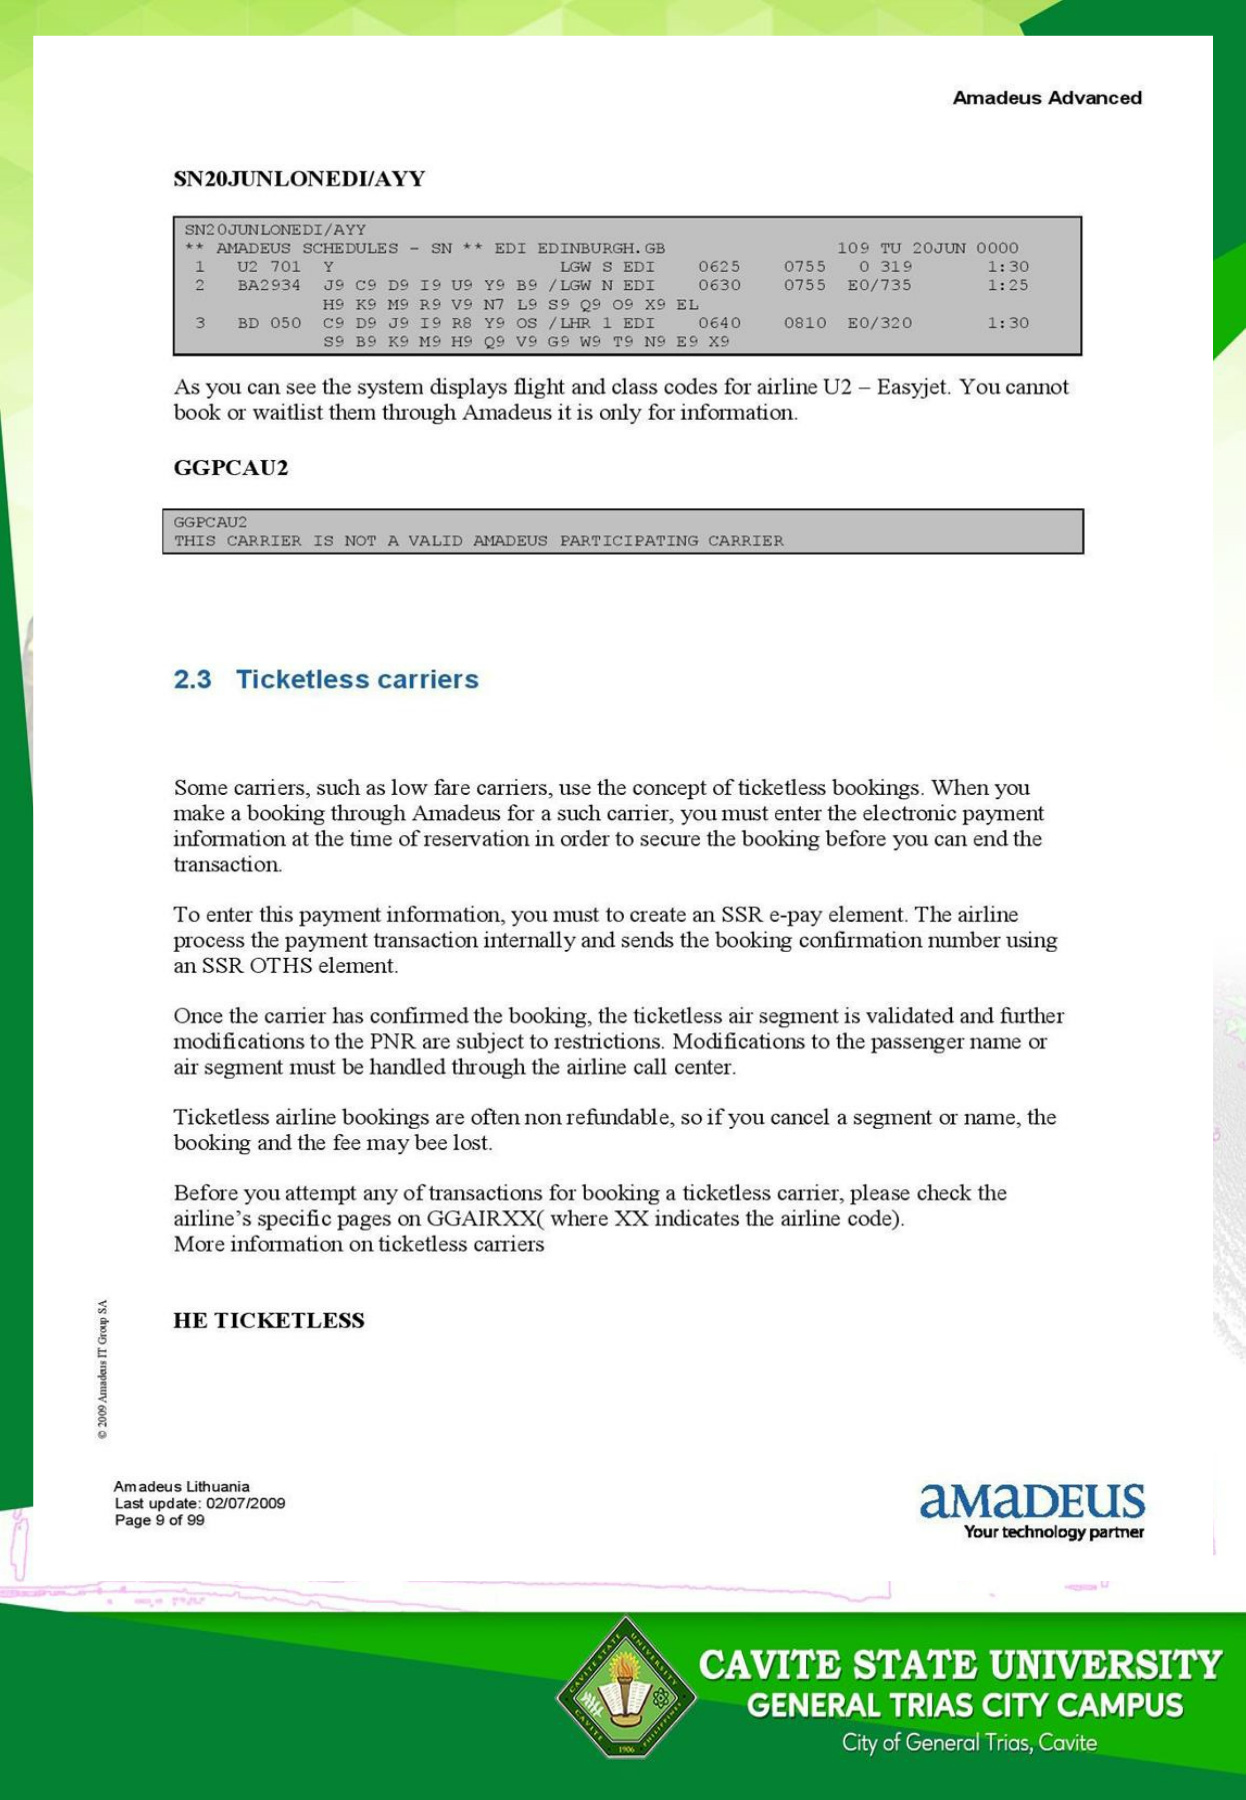 Amadeus Advanced
SN20JUNLONEDI/AYY
SN20JUNLONEDI/AYY
** AMADEUS SCHEDULES - SN ** EDI EDINBURGH.GB 109 TU 20JUN 0000
1 U2 701 Y LGW S EDI 0625 0755 0 319 1:30
2 BA2934 J9 C9 D9 I9 U9 Y9 B9 /LGW N EDI 0630 0755 E0/735 1:25
H9 K9 M9 R9 V9 N7 L9 S9 Q9 O9 X9 EL
3 BD 050 C9 D9 J9 I9 R8 Y9 OS /LHR 1 EDI 0640 0810 E0/320 1:30
S9 B9 K9 M9 H9 Q9 V9 G9 W9 T9 N9 E9 X9
As you can see the system displays flight and class codes for airline U2 – Easyjet. You cannot
book or waitlist them through Amadeus it is only for information.
GGPCAU2
GGPCAU2
THIS CARRIER IS NOT A VALID AMADEUS PARTICIPATING CARRIER
2.3 Ticketless carriers
Some carriers, such as low fare carriers, use the concept of ticketless bookings. When you
make a booking through Amadeus for a such carrier, you must enter the electronic payment
information at the time of reservation in order to secure the booking before you can end the
transaction.
To enter this payment information, you must to create an SSR e-pay element. The airline
process the payment transaction internally and sends the booking confirmation number using
an SSR OTHS element.
Once the carrier has confirmed the booking, the ticketless air segment is validated and further
modifications to the PNR are subject to restrictions. Modifications to the passenger name or
air segment must be handled through the airline call center.
Ticketless airline bookings are often non refundable, so if you cancel a segment or name, the
booking and the fee may bee lost.
Before you attempt any of transactions for booking a ticketless carrier, please check the
airline’s specific pages on GGAIRXX( where XX indicates the airline code).
More information on ticketless carriers
HE TICKETLESS
© 2009 Amadeus IT Group SA
Amadeus Lithuania
Last update: 02/07/2009
Page 9 of 99
aMaDEUS
Your technology partner
CAVITE STATE UNIVERSITY
CAVITE PHILIPPINES
1906
CAVITE STATE UNIVERSITY
GENERAL TRIAS CITY CAMPUS
City of General Trias, Cavite